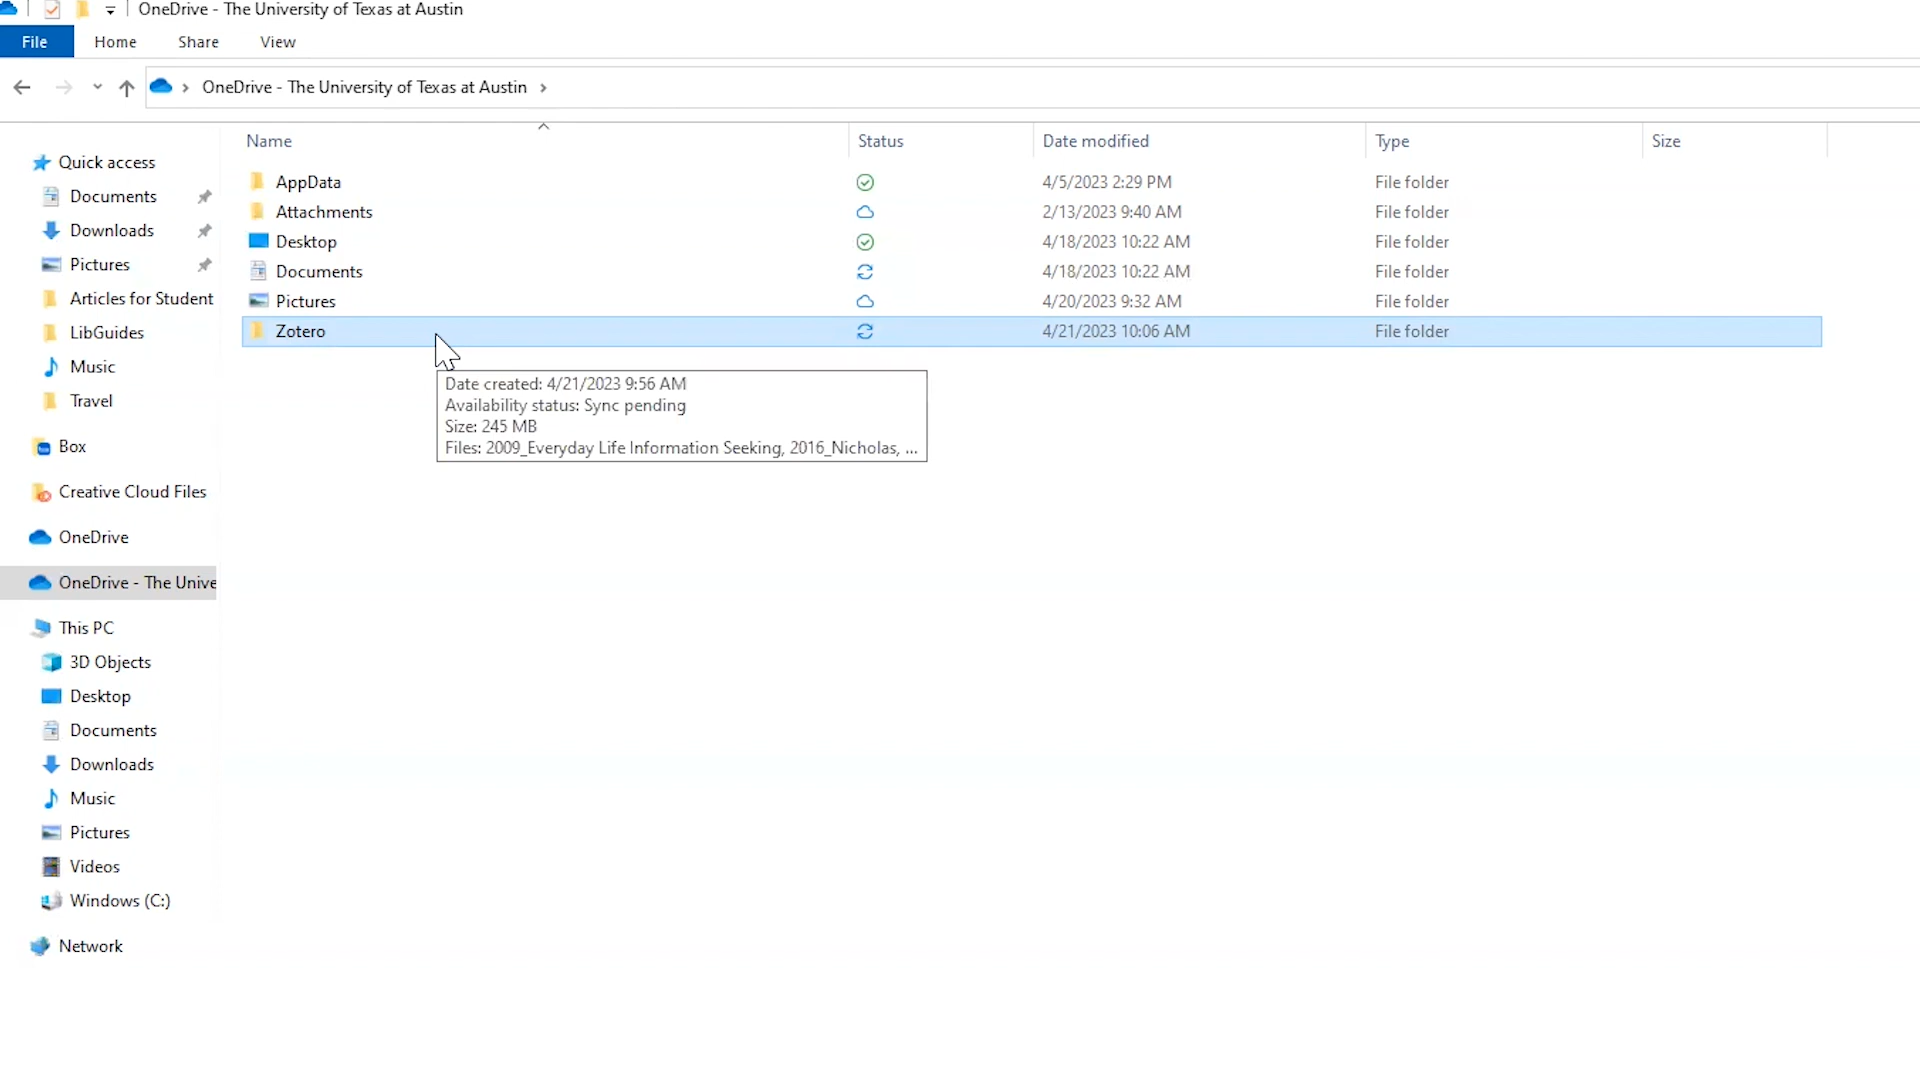 OneDrive - The University of Texas at Austin
File Home Share View
OneDrive - The University of Texas at Austin
Name Status Date modified Type Size
AppData 4/5/2023 2:29 PM File folder
Attachments 2/13/2023 9:40 AM File folder
Desktop 4/18/2023 10:22 AM File folder
Documents 4/18/2023 10:22 AM File folder
Pictures 4/20/2023 9:32 AM File folder
Zotero 4/21/2023 10:06 AM File folder
Date created: 4/21/2023 9:56 AM
Availability status: Sync pending
Size: 245 MB
Files: 2009_Everyday Life Information Seeking, 2016_Nicholas, ...
Quick access
Documents
Downloads
Pictures
Articles for Student
LibGuides
Music
Travel
Box
Creative Cloud Files
OneDrive
OneDrive - The Unive
This PC
3D Objects
Desktop
Documents
Downloads
Music
Pictures
Videos
Windows (C:)
Network